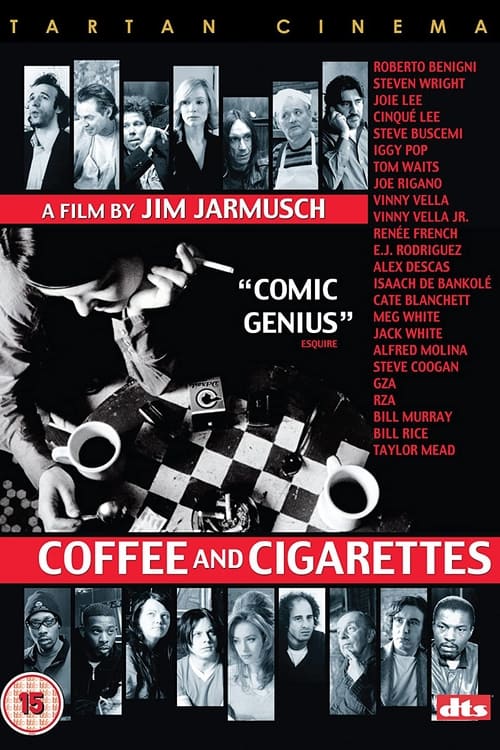 TARTAN CINEMA
ROBERTO BENIGNI
STEVEN WRIGHT
JOIE LEE
CINQUÉ LEE
STEVE BUSCEMI
IGGY POP
TOM WAITS
JOE RIGANO
VINNY VELLA
VINNY VELLA JR.
RENÉE FRENCH
E.J. RODRIGUEZ
ALEX DESCAS
ISAACH DE BANKOLÉ
CATE BLANCHETT
MEG WHITE
JACK WHITE
ALFRED MOLINA
STEVE COOGAN
GZA
RZA
BILL MURRAY
BILL RICE
TAYLOR MEAD
A FILM BY JIM JARMUSCH
“COMIC
GENIUS”
ESQUIRE
COFFEE AND CIGARETTES
15
dts